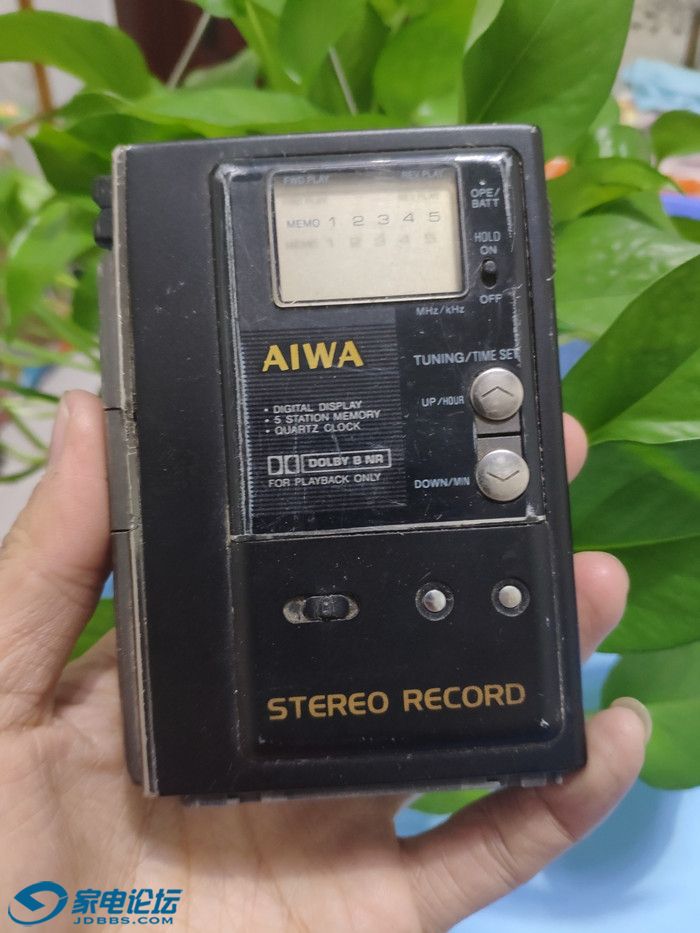 FWD PLAY REV PLAY
MEMO 1 2 3 4 5
OPE/
BATT
HOLD
ON
OFF
MHz/kHz
AIWA
TUNING/TIME SET
• DIGITAL DISPLAY
• 5 STATION MEMORY
• QUARTZ CLOCK
UP/HOUR
DOLBY B NR
FOR PLAYBACK ONLY
DOWN/MIN
STEREO RECORD
家电论坛
JDBBS.COM